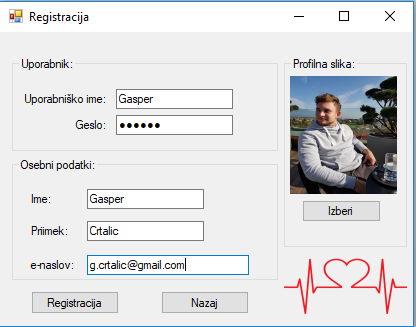 Registracija
Uporabnik:
Uporabniško ime: Gasper
Geslo: ●●●●●●
Osebni podatki:
Ime: Gasper
Priimek: Crtalic
e-naslov: g.crtalic@gmail.com
Registracija Nazaj
Profilna slika:
Izberi